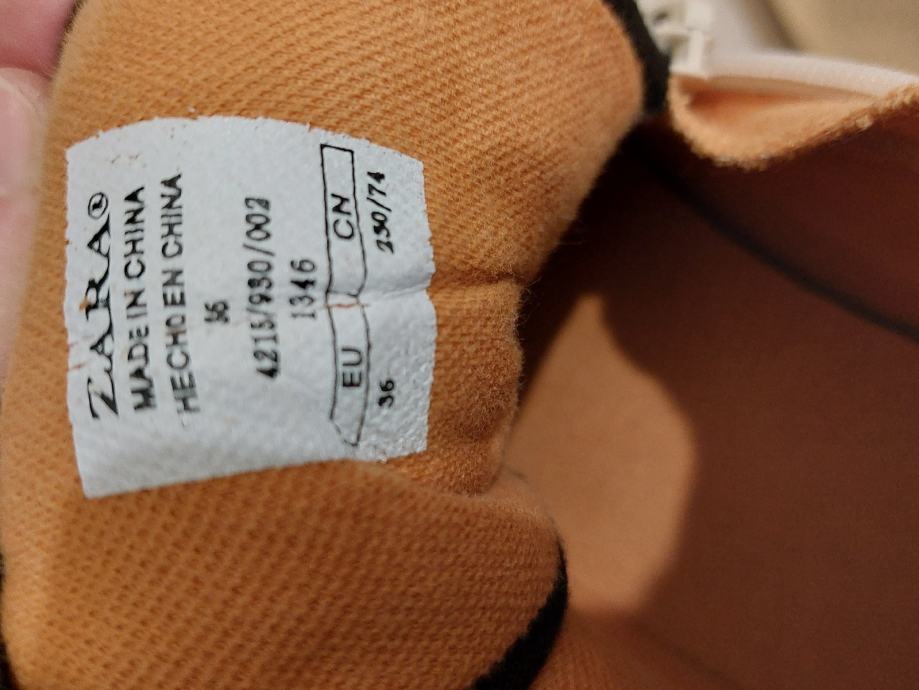 ZARA®
MADE IN CHINA
HECHO EN CHINA
36
4215/930/002
1346
EU CN
36 230/74